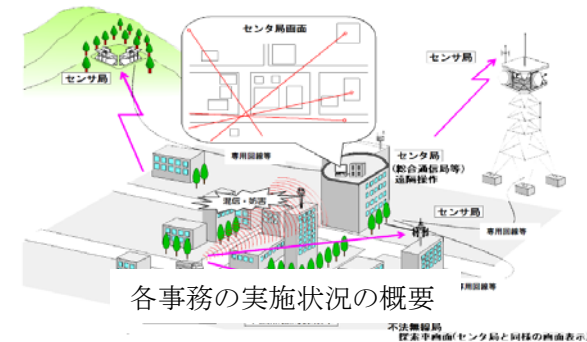 センタ局画面
センサ局
センサ局
専用回線等
センタ局
(総合通信局等)
遠隔操作
混信・妨害
センサ局
専用回線等
各事務の実施状況の概要
専用回線等
不法無線局
探索車画面(センタ局と同様の画面表示